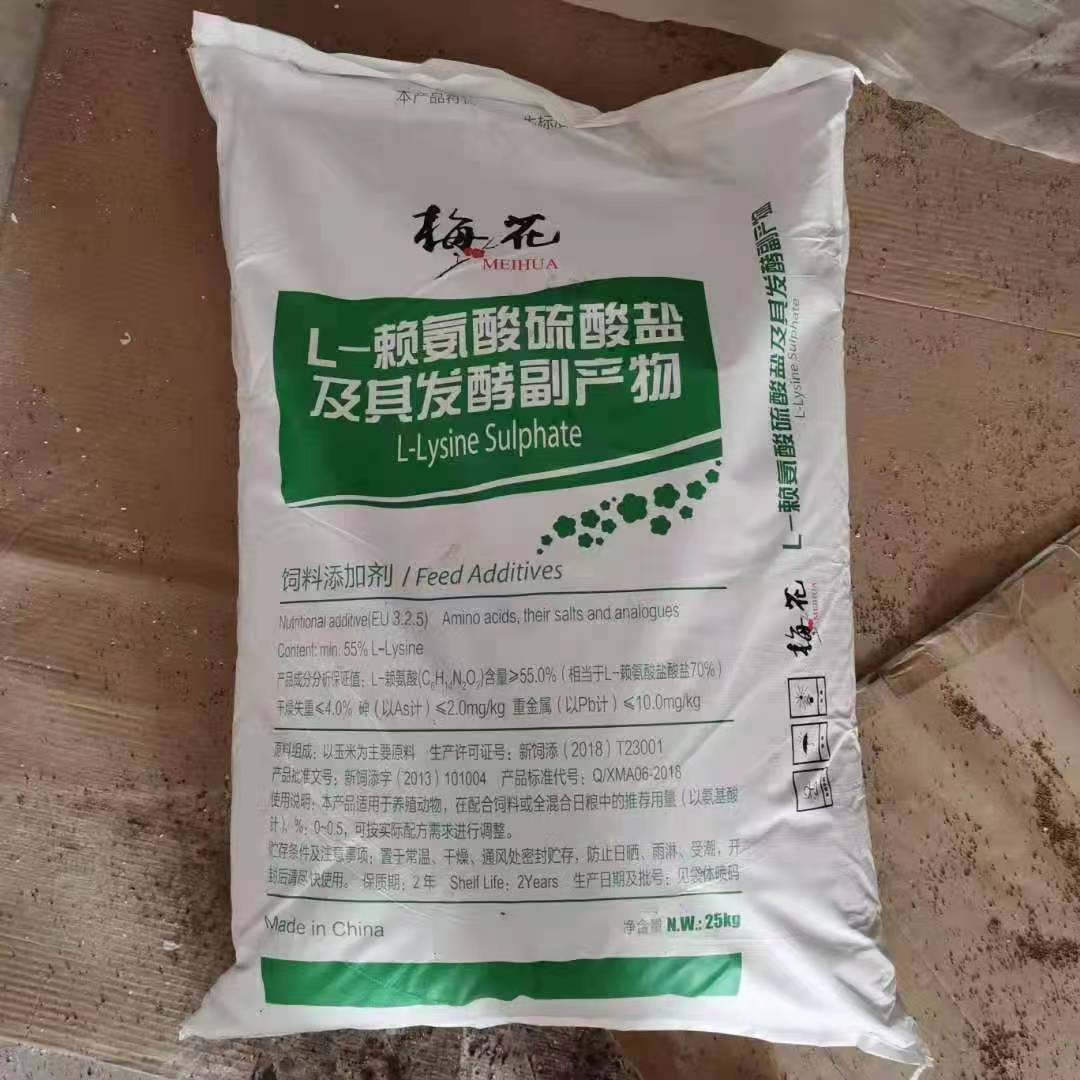 本产品符
梅花
MEIHUA
L-赖氨酸硫酸盐
及其发酵副产物
L-Lysine Sulphate
饲料添加剂 / Feed Additives
Nutritional additive(EU 3.2.5) Amino acids, their salts and analogues
Content: min. 55% L-Lysine
产品成分分析保证值：L-赖氨酸(C₆H₁₄N₂O₂)含量≥55.0%（相当于L-赖氨酸盐酸盐70%）
干燥失重≤4.0% 砷（以As计）≤2.0mg/kg 重金属（以Pb计）≤10.0mg/kg
原料组成：以玉米为主要原料 生产许可证号：新饲添（2018）T23001
产品批准文号：新饲添字（2013）101004 产品标准代号：Q/XMA06-2018
使用说明：本产品适用于养殖动物，在配合饲料或全混合日粮中的推荐用量（以氨基酸
计），%：0~0.5，可按实际配方需求进行调整。
贮存条件及注意事项：置于常温、干燥、通风处密封贮存，防止日晒、雨淋、受潮，开
封后请尽快使用。 保质期：2年 Shelf Life：2Years 生产日期及批号：见袋体喷码
Made in China
净含量 N.W.: 25kg
L-赖氨酸硫酸盐及其发酵副产物
L-Lysine Sulphate
梅花
MEIHUA